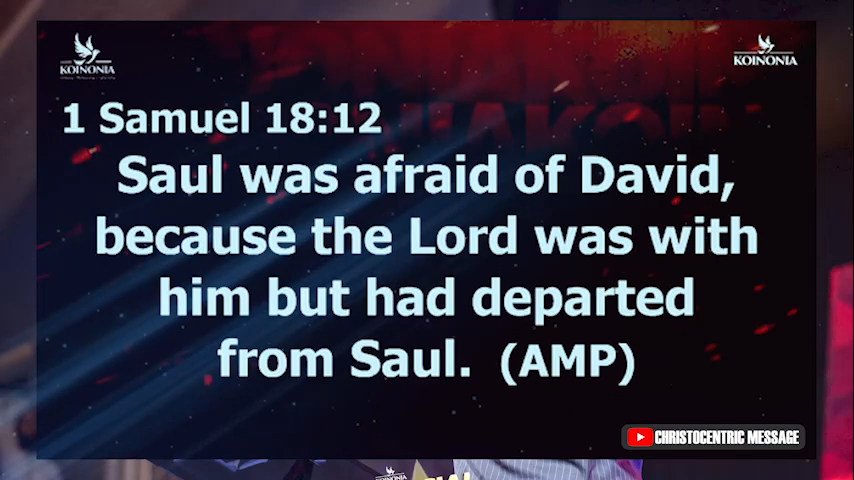 KOINONIA
KOINONIA
1 Samuel 18:12
Saul was afraid of David,
because the Lord was with
him but had departed
from Saul. (AMP)
CHRISTOCENTRIC MESSAGE
KOINONIA